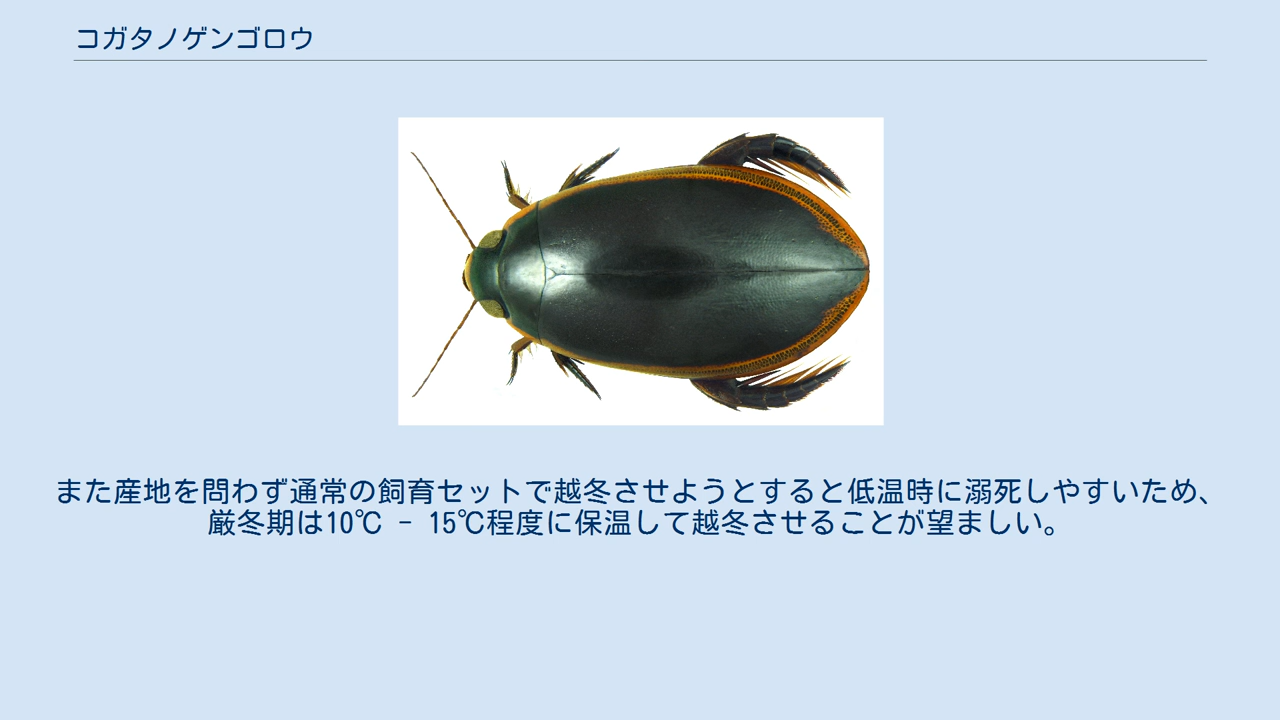 コガタノゲンゴロウ
また産地を問わず通常の飼育セットで越冬させようとすると低温時に溺死しやすいため、
厳冬期は10℃ - 15℃程度に保温して越冬させることが望ましい。